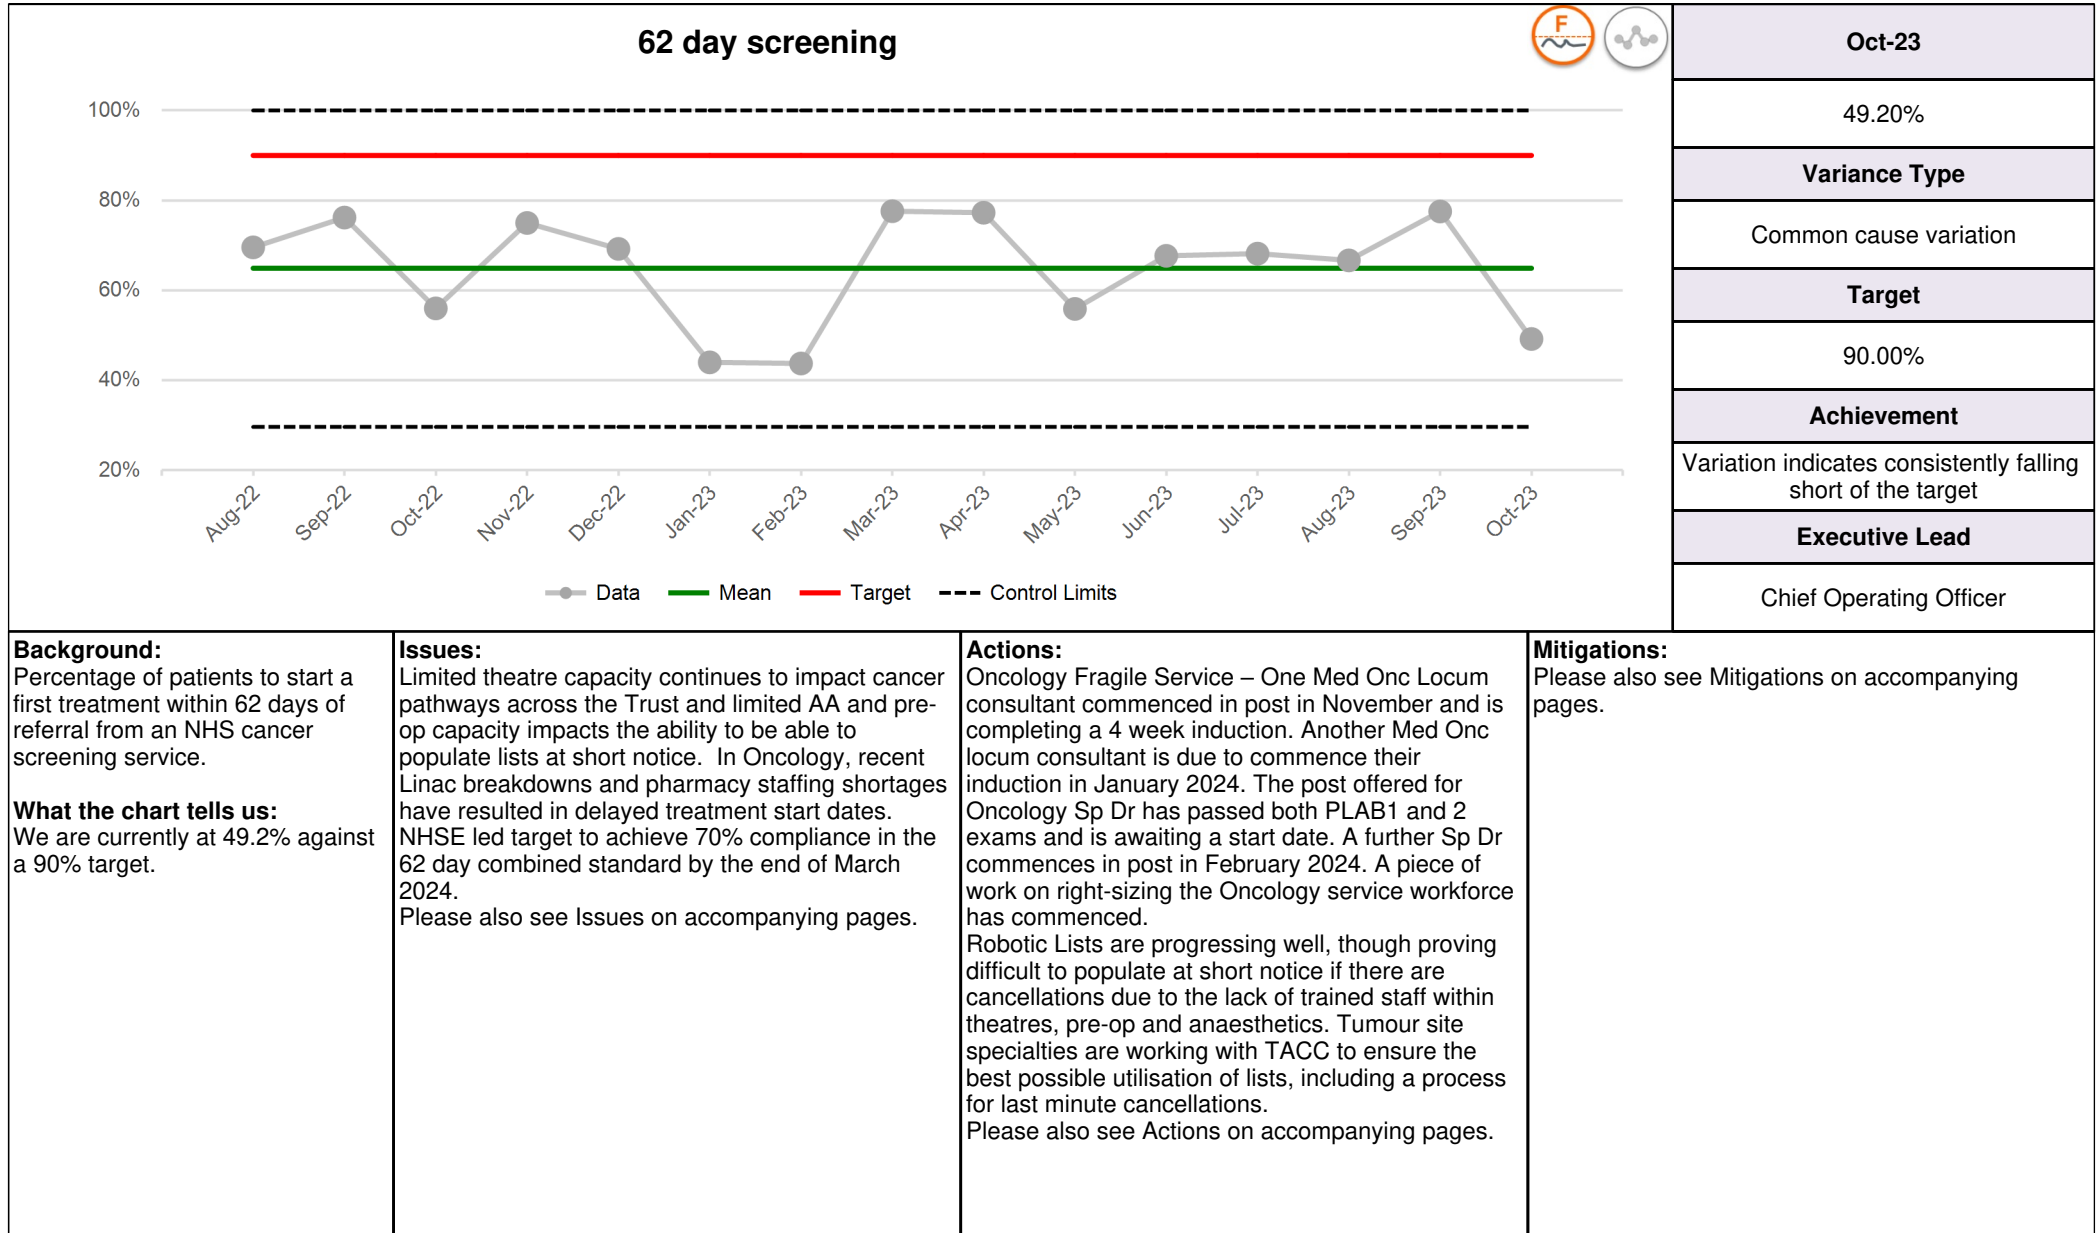 62 day screening
F
100%
80%
60%
40%
20%
Aug-22
Sep-22
Oct-22
Nov-22
Dec-22
Jan-23
Feb-23
Mar-23
Apr-23
May-23
Jun-23
Jul-23
Aug-23
Sep-23
Oct-23
Data
Mean
Target
Control Limits
Oct-23
49.20%
Variance Type
Common cause variation
Target
90.00%
Achievement
Variation indicates consistently falling
short of the target
Executive Lead
Chief Operating Officer
Background:
Percentage of patients to start a
first treatment within 62 days of
referral from an NHS cancer
screening service.
What the chart tells us:
We are currently at 49.2% against
a 90% target.
Issues:
Limited theatre capacity continues to impact cancer
pathways across the Trust and limited AA and pre-
op capacity impacts the ability to be able to
populate lists at short notice.  In Oncology, recent
Linac breakdowns and pharmacy staffing shortages
have resulted in delayed treatment start dates.
NHSE led target to achieve 70% compliance in the
62 day combined standard by the end of March
2024.
Please also see Issues on accompanying pages.
Actions:
Oncology Fragile Service – One Med Onc Locum
consultant commenced in post in November and is
completing a 4 week induction. Another Med Onc
locum consultant is due to commence their
induction in January 2024. The post offered for
Oncology Sp Dr has passed both PLAB1 and 2
exams and is awaiting a start date. A further Sp Dr
commences in post in February 2024. A piece of
work on right-sizing the Oncology service workforce
has commenced.
Robotic Lists are progressing well, though proving
difficult to populate at short notice if there are
cancellations due to the lack of trained staff within
theatres, pre-op and anaesthetics. Tumour site
specialties are working with TACC to ensure the
best possible utilisation of lists, including a process
for last minute cancellations.
Please also see Actions on accompanying pages.
Mitigations:
Please also see Mitigations on accompanying
pages.